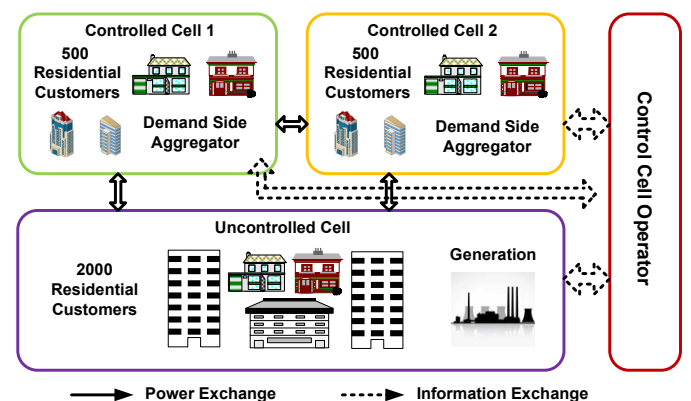 Controlled Cell 1
500
Residential
Customers
Demand Side
Aggregator
Controlled Cell 2
500
Residential
Customers
Demand Side
Aggregator
Control Cell Operator
Uncontrolled Cell
2000
Residential
Customers
Generation
Power Exchange
Information Exchange